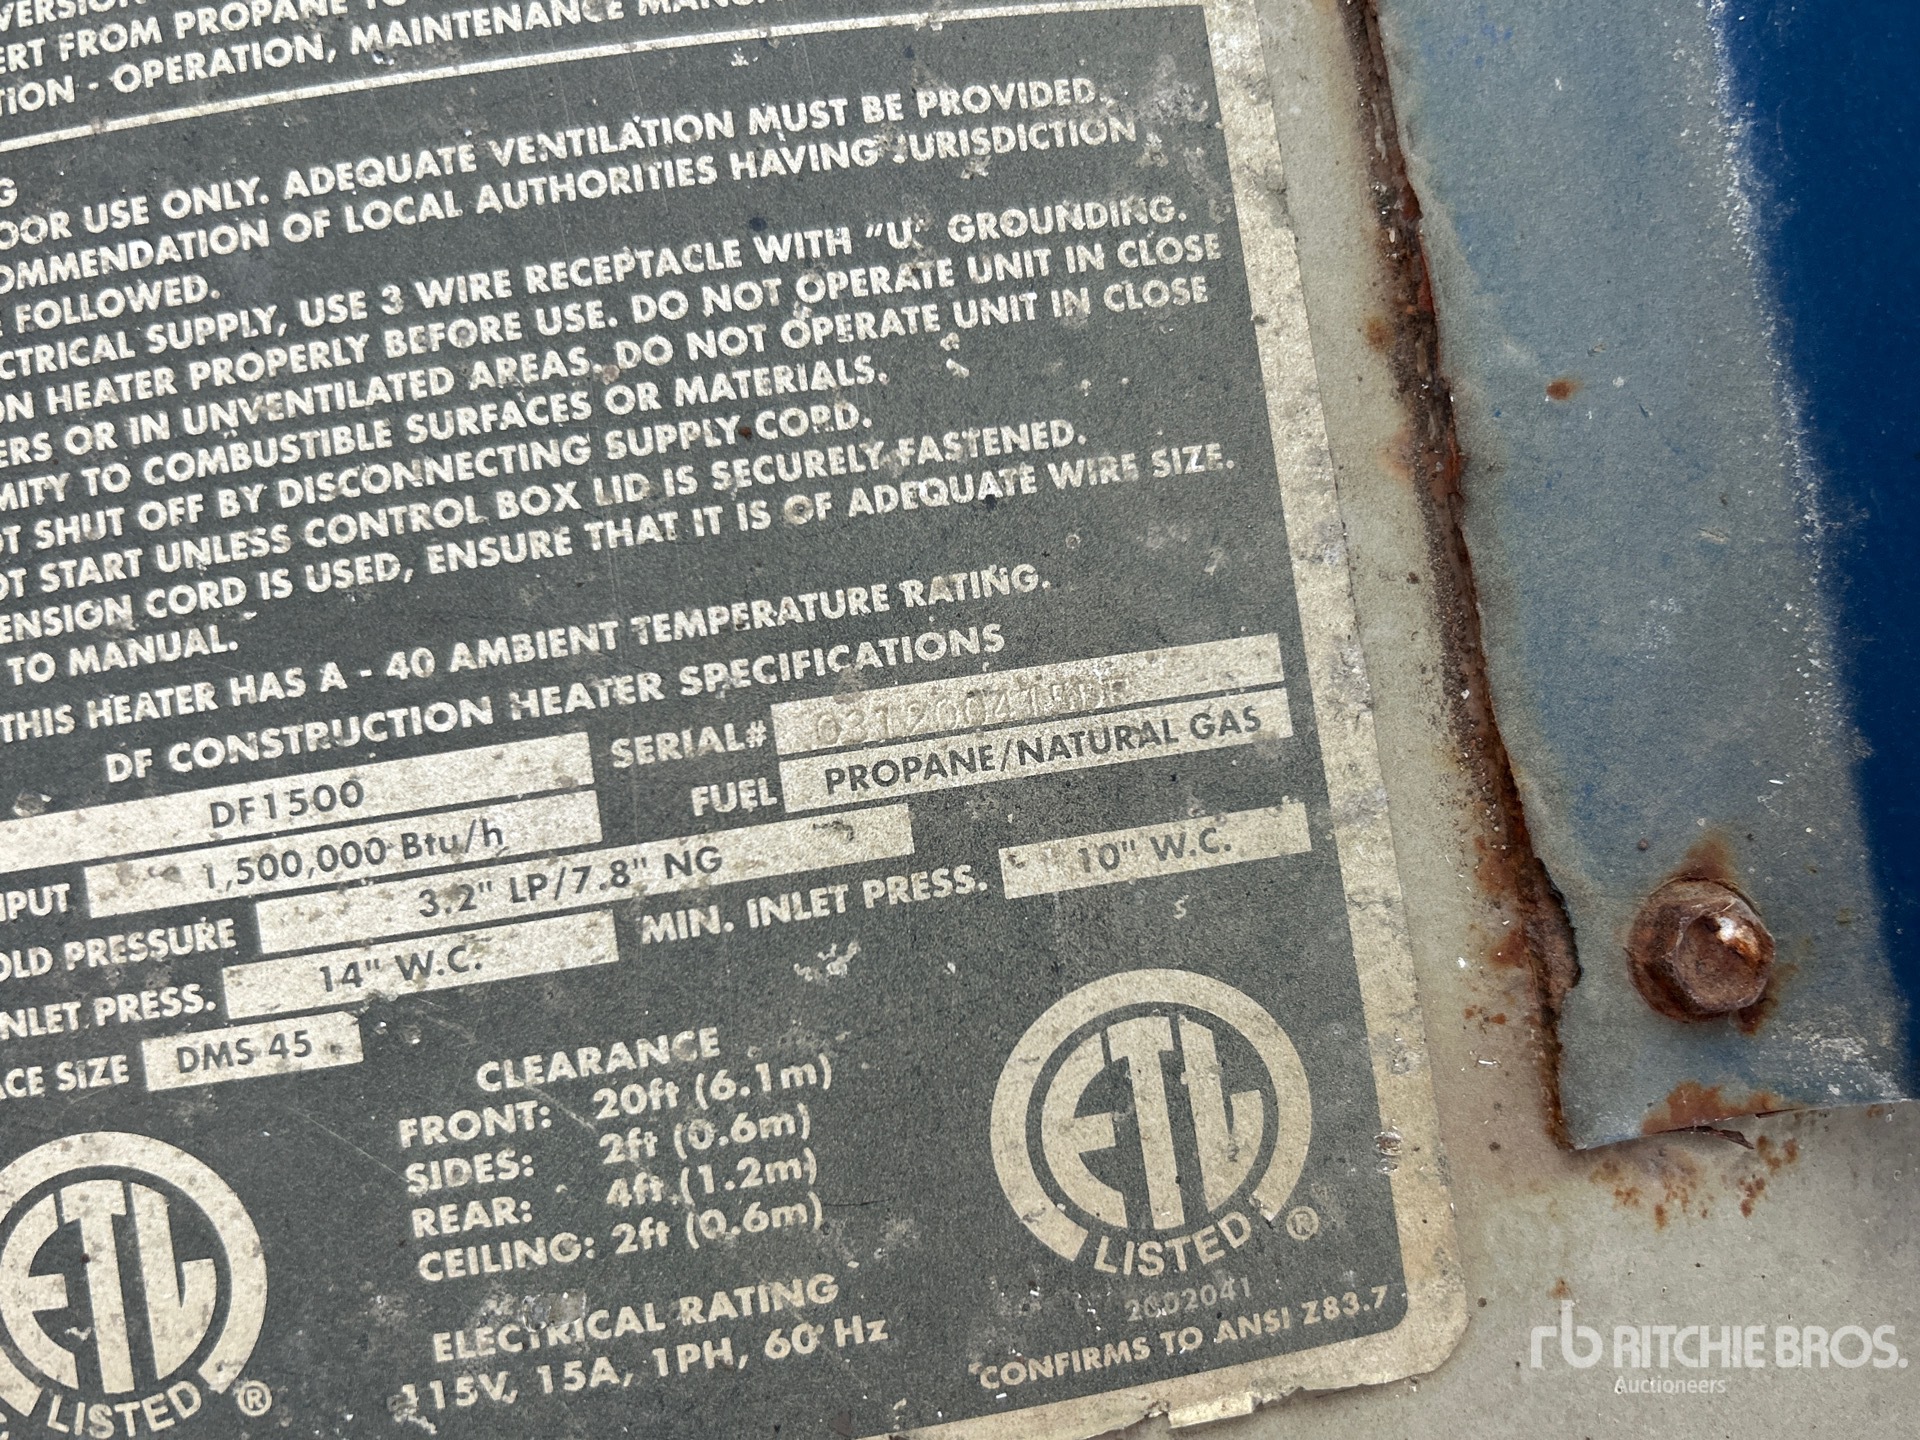 ERT FROM PROPANE TO
TION - OPERATION, MAINTENANCE
OOR USE ONLY. ADEQUATE VENTILATION MUST BE PROVIDED.
OMMENDATION OF LOCAL AUTHORITIES HAVING JURISDICTION
FOLLOWED.
CTRICAL SUPPLY, USE 3 WIRE RECEPTACLE WITH "U" GROUNDING.
ON HEATER PROPERLY BEFORE USE. DO NOT OPERATE UNIT IN CLOSE
ERS OR IN UNVENTILATED AREAS. DO NOT OPERATE UNIT IN CLOSE
MITY TO COMBUSTIBLE SURFACES OR MATERIALS.
OT SHUT OFF BY DISCONNECTING SUPPLY CORD.
OT START UNLESS CONTROL BOX LID IS SECURELY FASTENED.
ENSION CORD IS USED, ENSURE THAT IT IS OF ADEQUATE WIRE SIZE.
TO MANUAL.
THIS HEATER HAS A - 40 AMBIENT TEMPERATURE RATING.
DF CONSTRUCTION HEATER SPECIFICATIONS
DF1500 SERIAL#
PUT 1,500,000 Btu/h FUEL PROPANE/NATURAL GAS
OLD PRESSURE 3.2" LP/7.8" NG
NLET PRESS. 14" W.C. MIN. INLET PRESS. 10" W.C.
CE SIZE DMS 45
CLEARANCE
FRONT: 20ft (6.1m)
SIDES: 2ft (0.6m)
REAR: 4ft (1.2m)
CEILING: 2ft (0.6m)
ELECTRICAL RATING
115V, 15A, 1PH, 60 Hz
ETL
LISTED ®
ETL
LISTED ®
2002041
CONFIRMS TO ANSI Z83.7
rb RITCHIE BROS.
Auctioneers